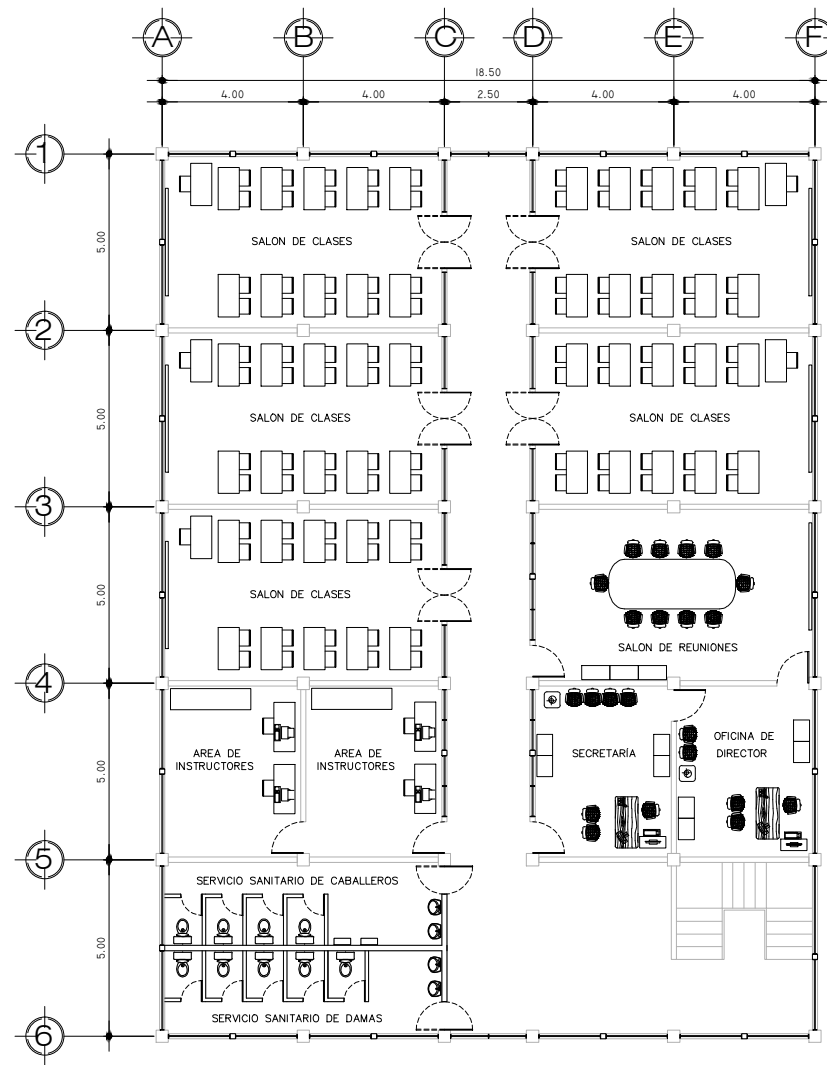 A B C D E F
18.50
4.00 4.00 2.50 4.00 4.00
1
5.00
SALON DE CLASES SALON DE CLASES
2
5.00
SALON DE CLASES SALON DE CLASES
3
5.00
SALON DE CLASES
SALON DE REUNIONES
4
5.00
AREA DE
INSTRUCTORES
AREA DE
INSTRUCTORES
SECRETARÍA
OFICINA DE
DIRECTOR
5
5.00
SERVICIO SANITARIO DE CABALLEROS
SERVICIO SANITARIO DE DAMAS
6